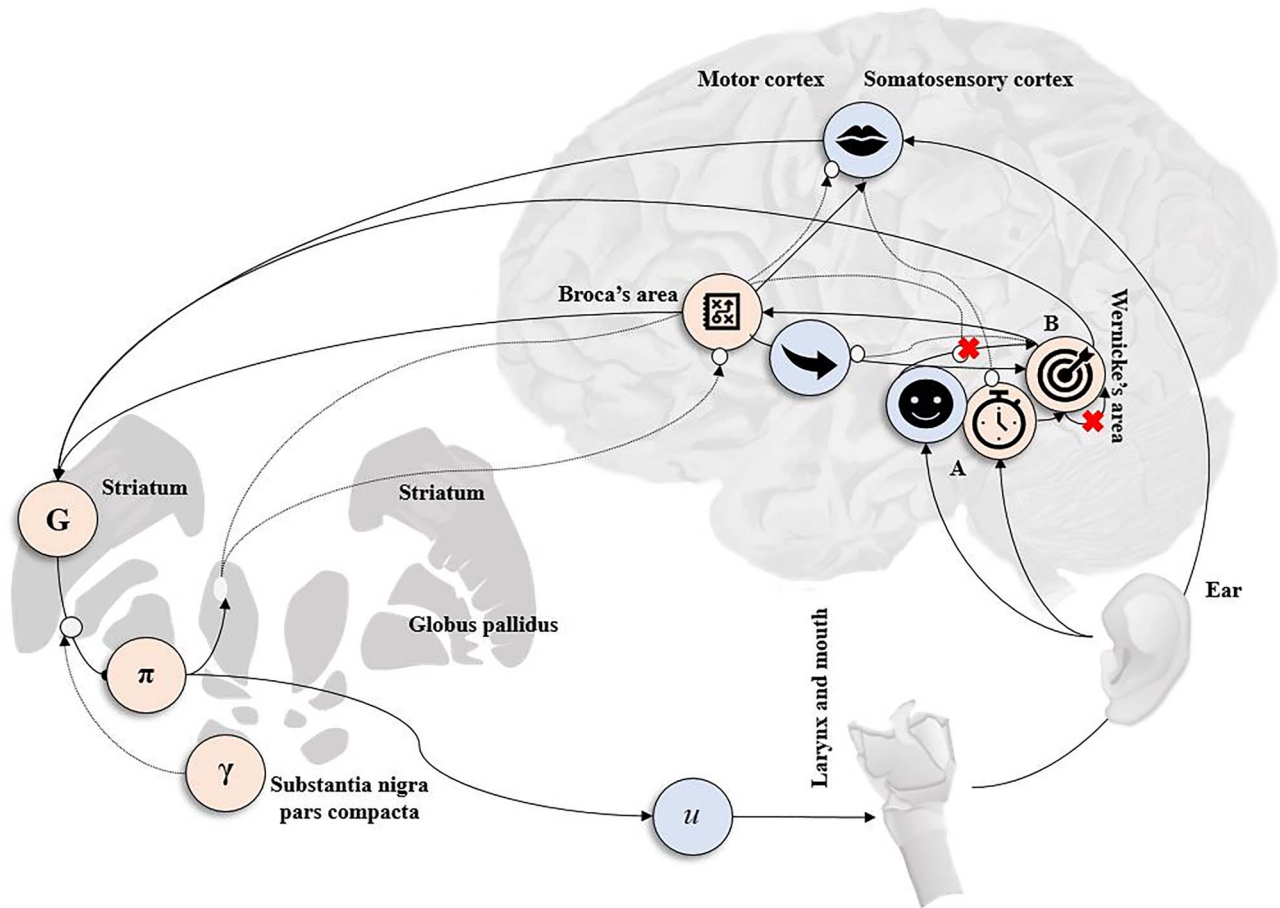 Motor cortex
Somatosensory cortex
Broca's area
B
Wernicke's area
A
Striatum
Striatum
G
Ear
Globus pallidus
π
Larynx and mouth
γ
Substantia nigra
pars compacta
u